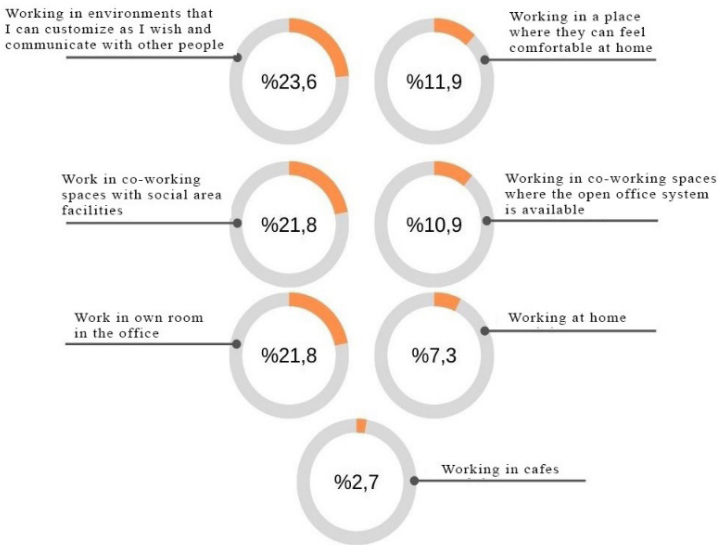 Working in environments that
I can customize as I wish and
communicate with other people
%23,6
Working in a place
where they can feel
comfortable at home
%11,9
Work in co-working
spaces with social area
facilities
%21,8
Working in co-working spaces
where the open office system
is available
%10,9
Work in own room
in the office
%21,8
Working at home
%7,3
Working in cafes
%2,7